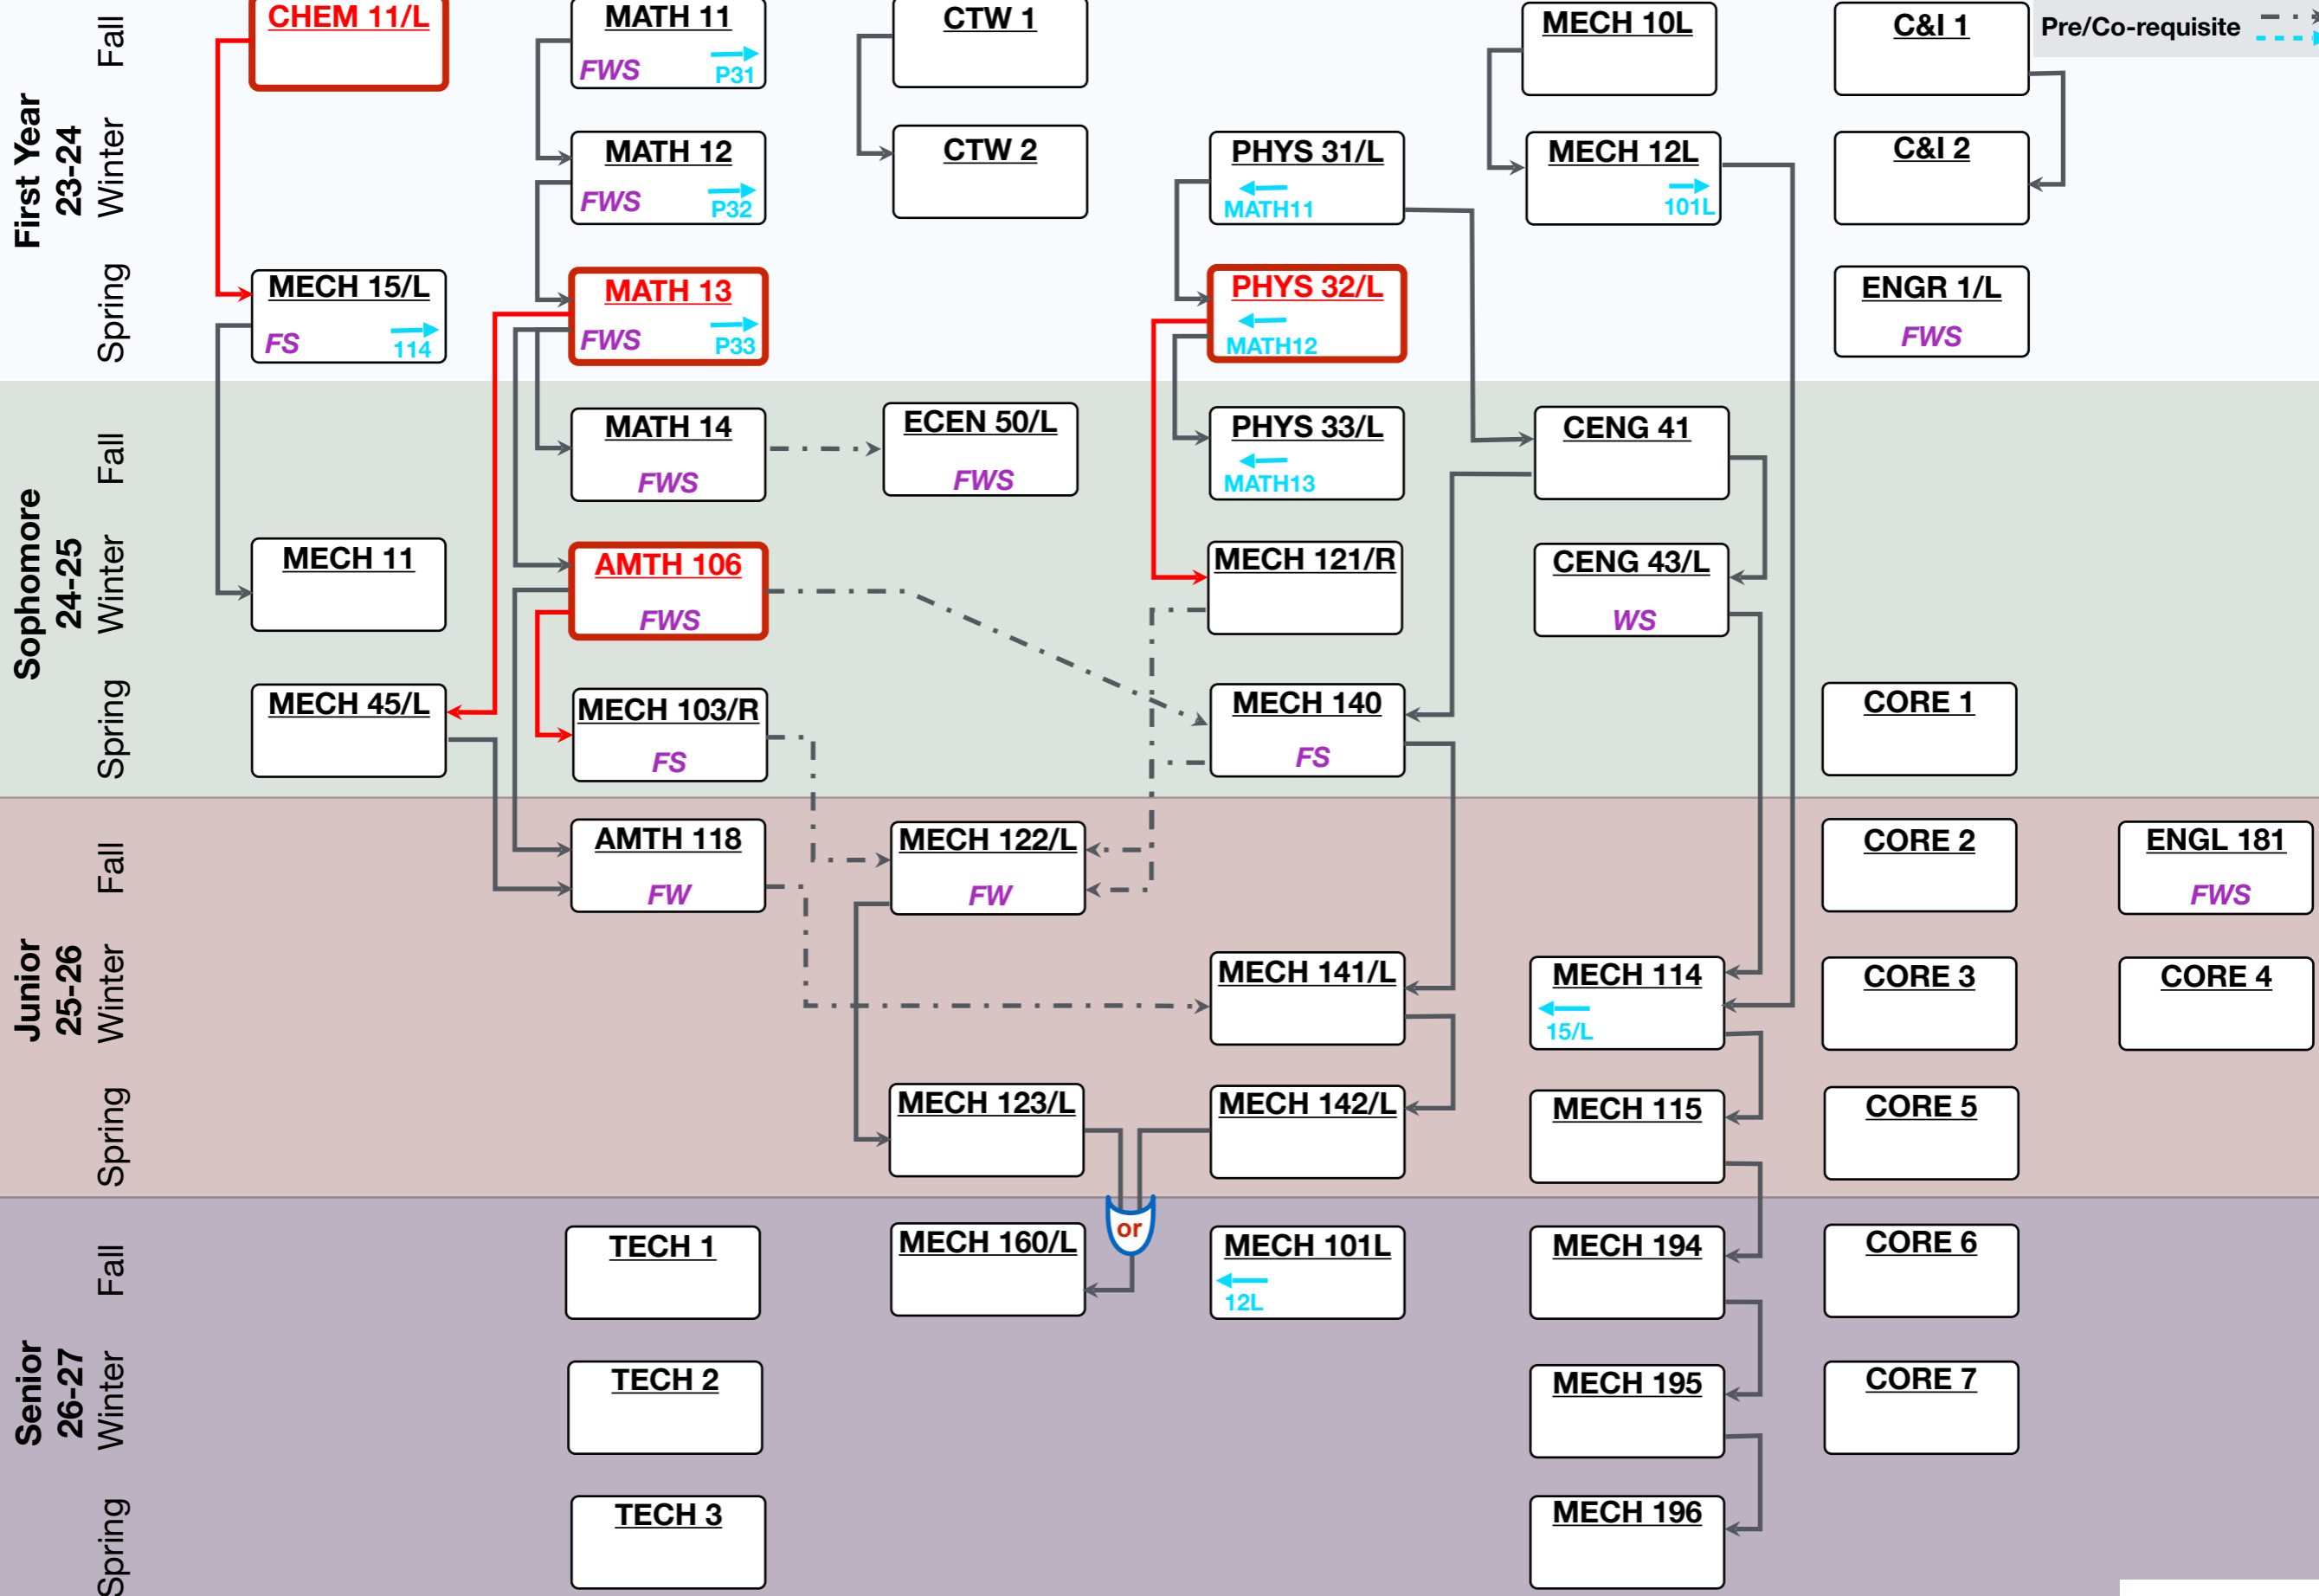 First Year
23-24
Fall
CHEM 11/L
MATH 11
FWS
P31
CTW 1
MECH 10L
C&I 1
Pre/Co-requisite
Winter
MATH 12
FWS
P32
CTW 2
PHYS 31/L
MATH11
MECH 12L
101L
C&I 2
Spring
MECH 15/L
FS
114
MATH 13
FWS
P33
PHYS 32/L
MATH12
ENGR 1/L
FWS
Sophomore
24-25
Fall
MATH 14
FWS
ECEN 50/L
FWS
PHYS 33/L
MATH13
CENG 41
Winter
MECH 11
AMTH 106
FWS
MECH 121/R
CENG 43/L
WS
Spring
MECH 45/L
MECH 103/R
FS
MECH 140
FS
CORE 1
Junior
25-26
Fall
AMTH 118
FW
MECH 122/L
FW
CORE 2
ENGL 181
FWS
Winter
MECH 141/L
MECH 114
15/L
CORE 3
CORE 4
Spring
MECH 123/L
MECH 142/L
MECH 115
CORE 5
or
Senior
26-27
Fall
TECH 1
MECH 160/L
MECH 101L
12L
MECH 194
CORE 6
Winter
TECH 2
MECH 195
CORE 7
Spring
TECH 3
MECH 196